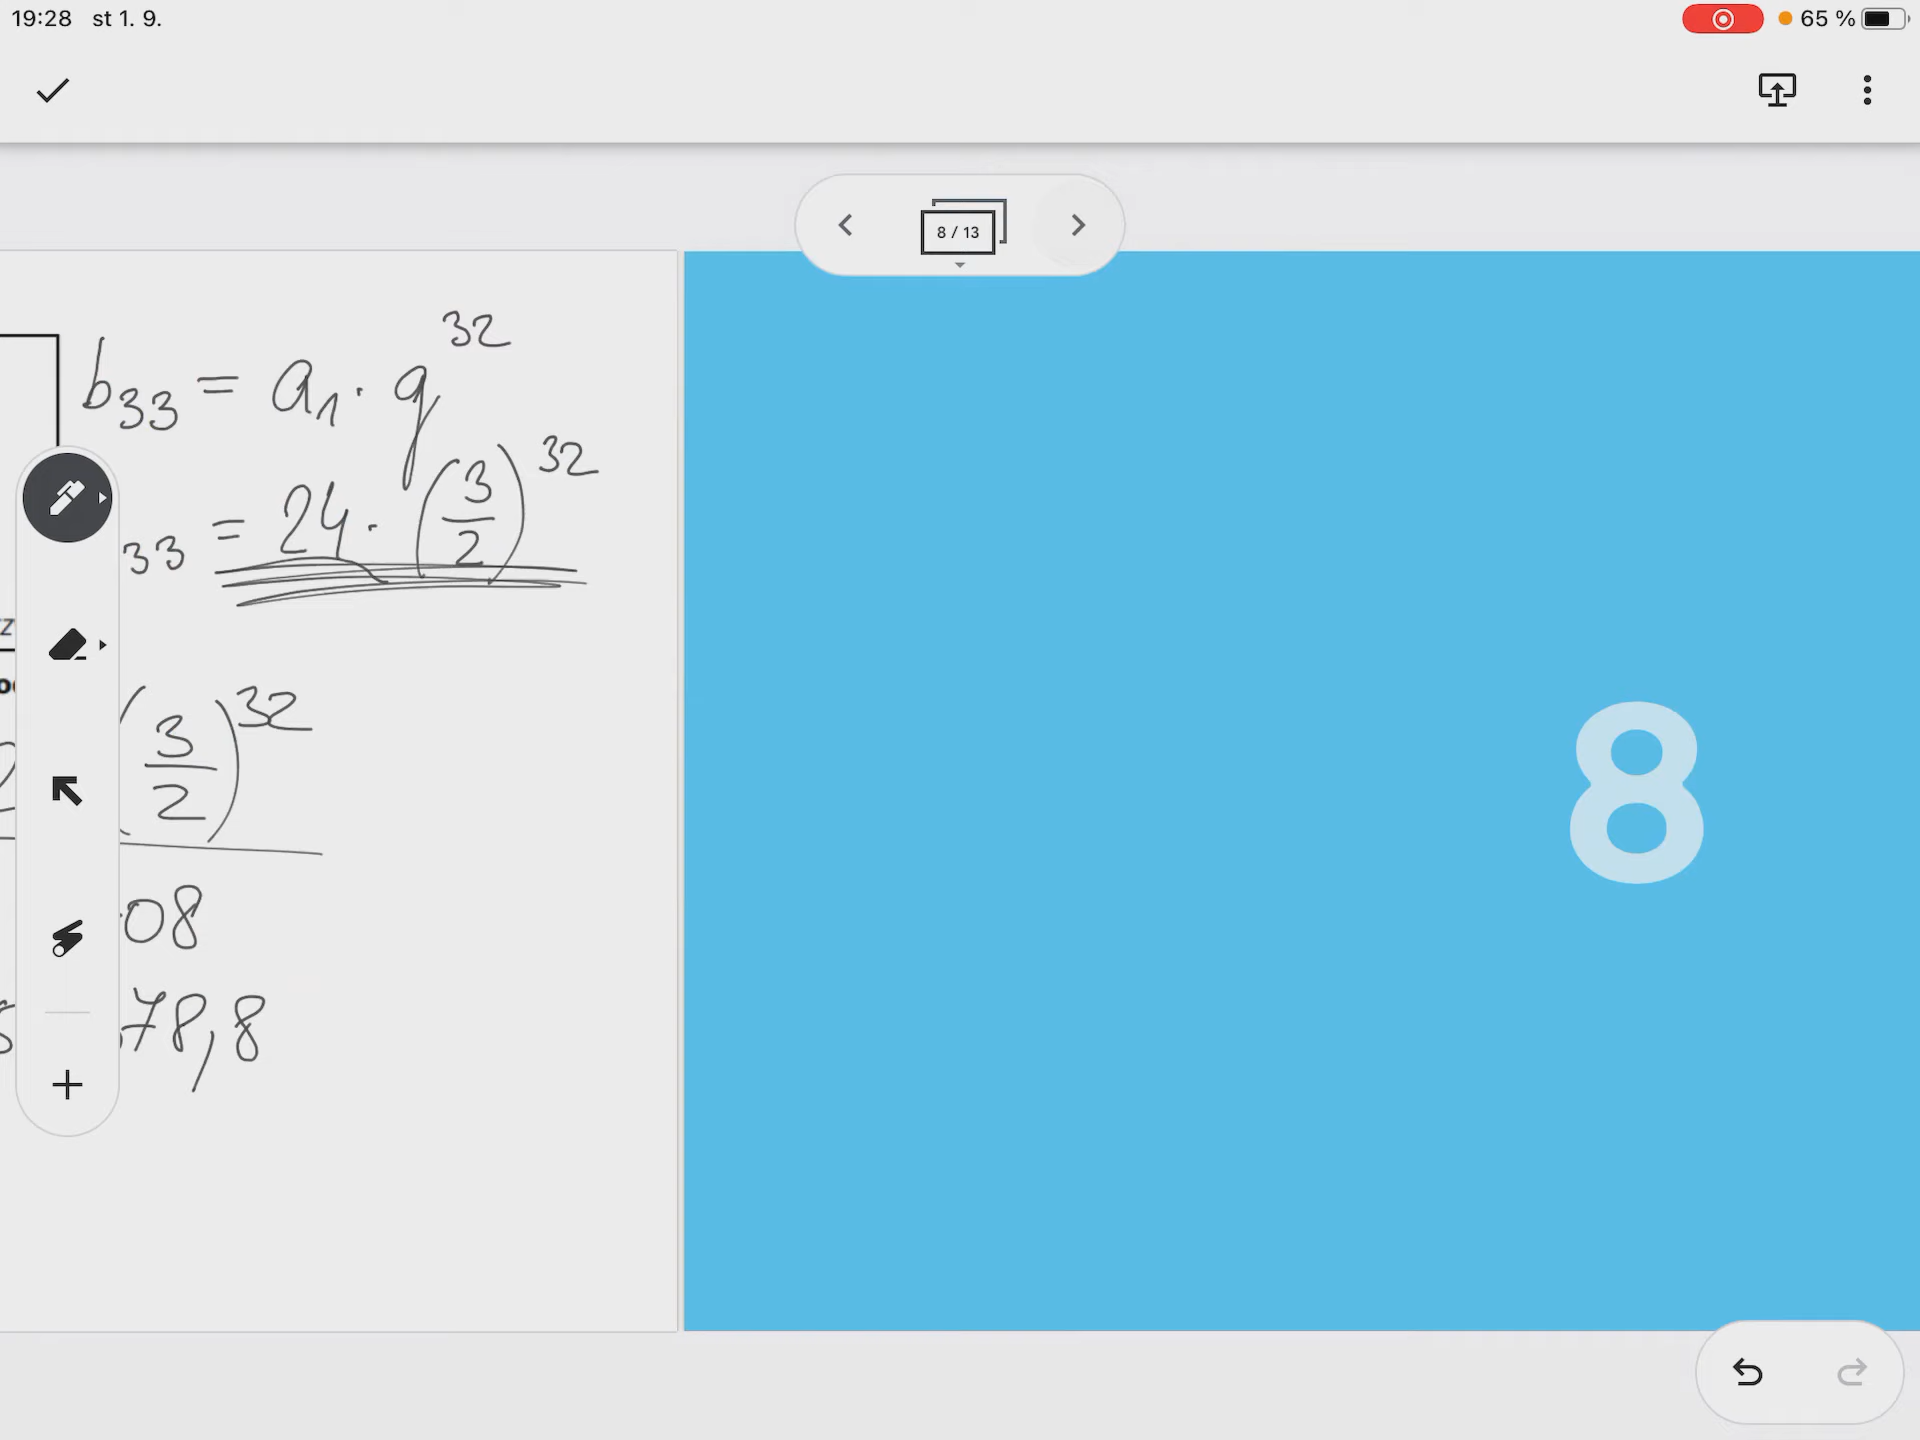 19:28 st 1. 9.
65 %
8 / 13
b33 = a1 · q^32
33 = 24 · (3/2)^32
(3/2)^32
08
78,8
8